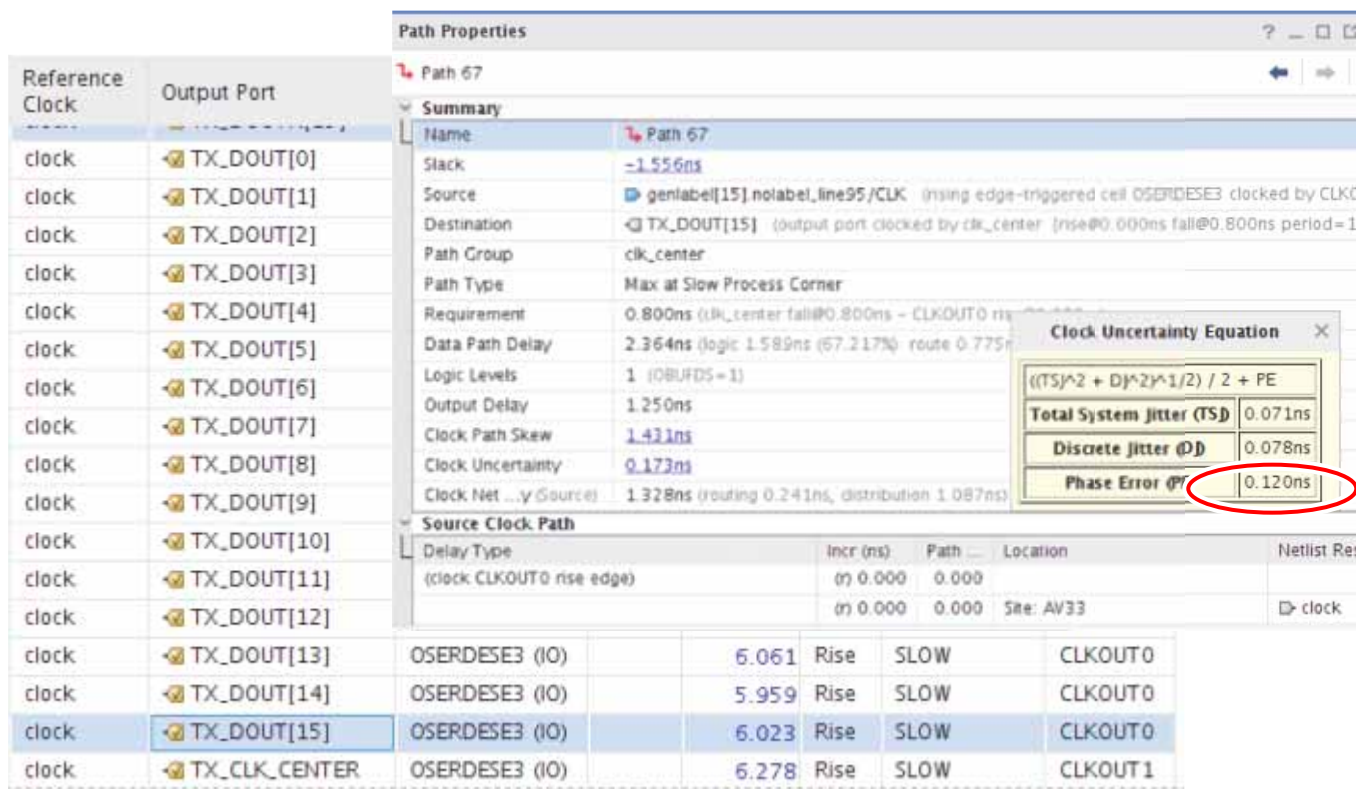 Path Properties
Path 67
Reference Clock
Output Port
clock TX_DOUT[0]
clock TX_DOUT[1]
clock TX_DOUT[2]
clock TX_DOUT[3]
clock TX_DOUT[4]
clock TX_DOUT[5]
clock TX_DOUT[6]
clock TX_DOUT[7]
clock TX_DOUT[8]
clock TX_DOUT[9]
clock TX_DOUT[10]
clock TX_DOUT[11]
clock TX_DOUT[12]
Summary
Name Path 67
Slack -1.556ns
Source genlabel[15].nolabel_line95/CLK (rising edge-triggered cell OSERDESE3 clocked by CLKO
Destination TX_DOUT[15] (output port clocked by clk_center {rise@0.000ns fall@0.800ns period=1
Path Group clk_center
Path Type Max at Slow Process Corner
Requirement 0.800ns (clk_center fall@0.800ns - CLKOUT0 ris
Data Path Delay 2.364ns (logic 1.589ns (67.217%) route 0.775n
Logic Levels 1 (OBUFDS=1)
Output Delay 1.250ns
Clock Path Skew 1.431ns
Clock Uncertainty 0.173ns
Clock Net ...y (Source) 1.328ns (routing 0.241ns, distribution 1.087ns)
Clock Uncertainty Equation
((TSJ^2 + DJ^2)^1/2) / 2 + PE
Total System Jitter (TSJ) 0.071ns
Discrete Jitter (DJ) 0.078ns
Phase Error (P 0.120ns
Source Clock Path
Delay Type Incr (ns) Path ... Location Netlist Res
(clock CLKOUT0 rise edge) (r) 0.000 0.000
(r) 0.000 0.000 Site: AV33 clock
clock TX_DOUT[13] OSERDESE3 (IO) 6.061 Rise SLOW CLKOUT0
clock TX_DOUT[14] OSERDESE3 (IO) 5.959 Rise SLOW CLKOUT0
clock TX_DOUT[15] OSERDESE3 (IO) 6.023 Rise SLOW CLKOUT0
clock TX_CLK_CENTER OSERDESE3 (IO) 6.278 Rise SLOW CLKOUT1